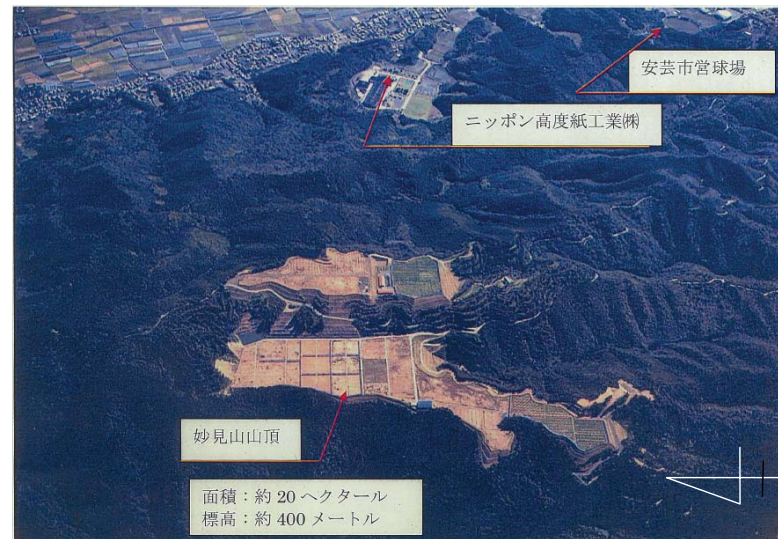 安芸市営球場
ニッポン高度紙工業㈱
妙見山山頂
面積：約 20 ヘクタール
標高：約 400 メートル